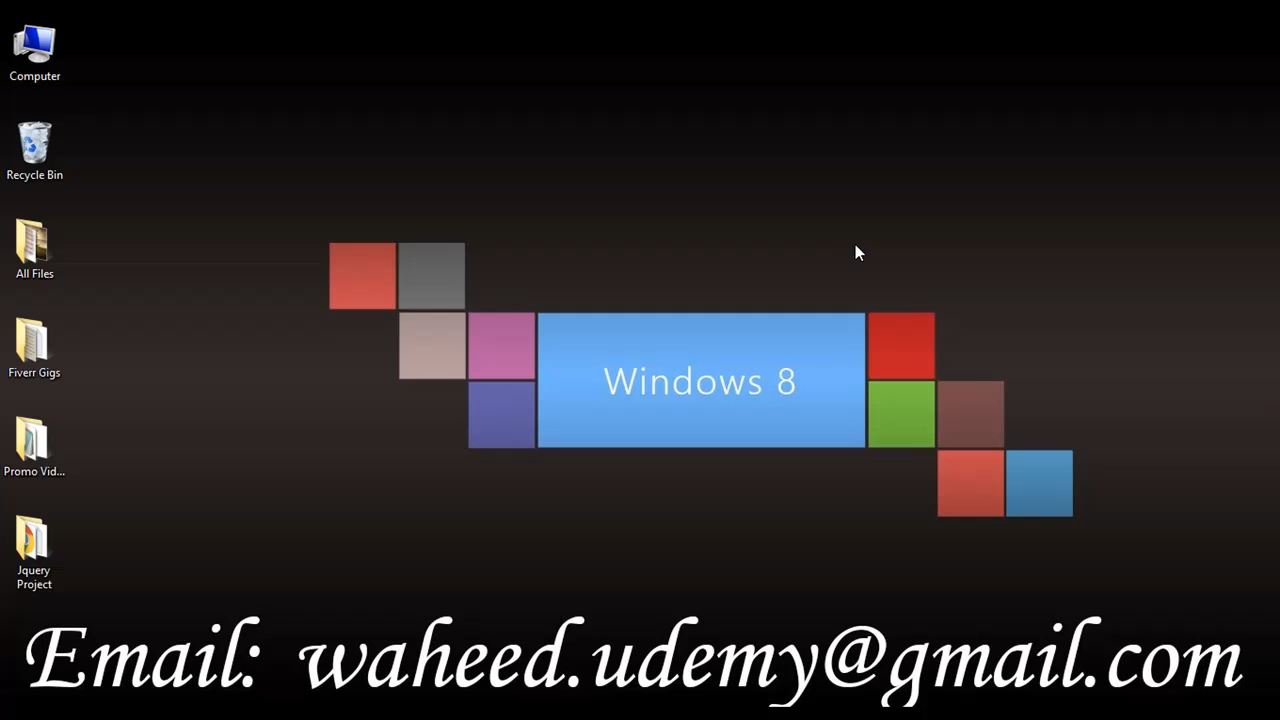 Computer
Recycle Bin
All Files
Fiverr Gigs
Promo Vid...
Jquery
Project
Windows 8
Email: waheed.udemy@gmail.com